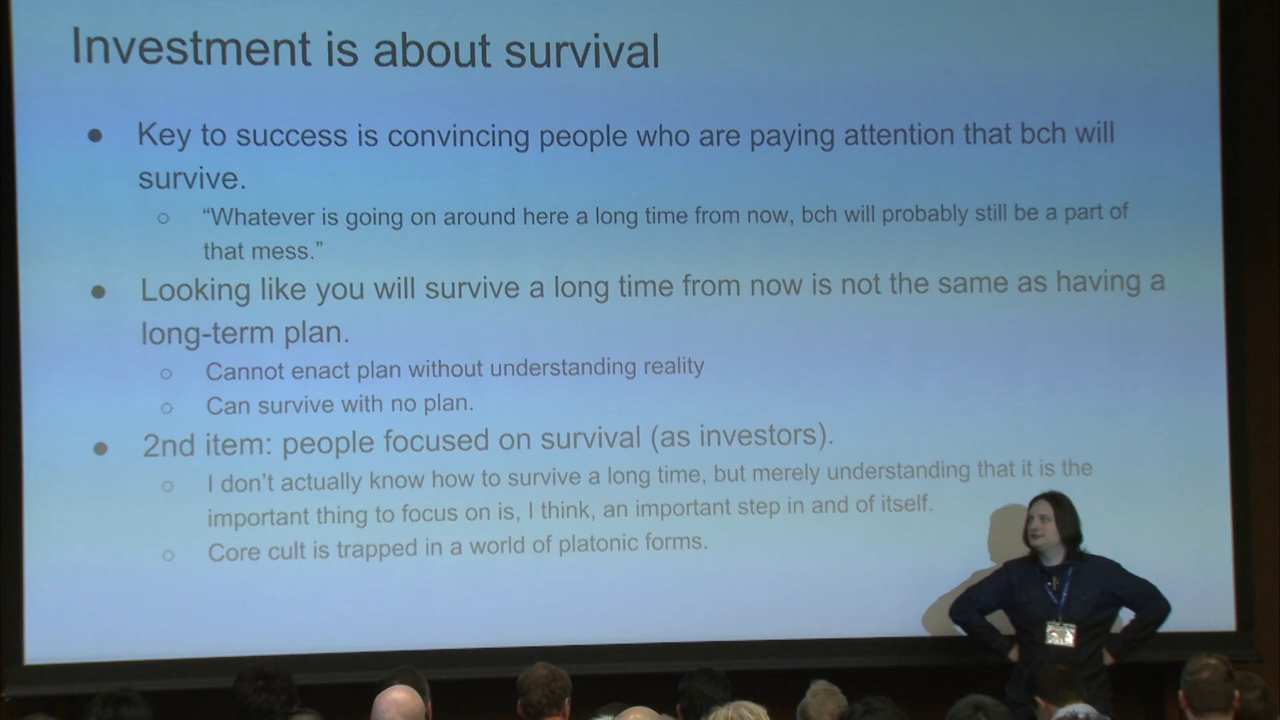 Investment is about survival
● Key to success is convincing people who are paying attention that bch will
survive.
○ “Whatever is going on around here a long time from now, bch will probably still be a part of
that mess.”
● Looking like you will survive a long time from now is not the same as having a
long-term plan.
○ Cannot enact plan without understanding reality
○ Can survive with no plan.
● 2nd item: people focused on survival (as investors).
○ I don’t actually know how to survive a long time, but merely understanding that it is the
important thing to focus on is, I think, an important step in and of itself.
○ Core cult is trapped in a world of platonic forms.